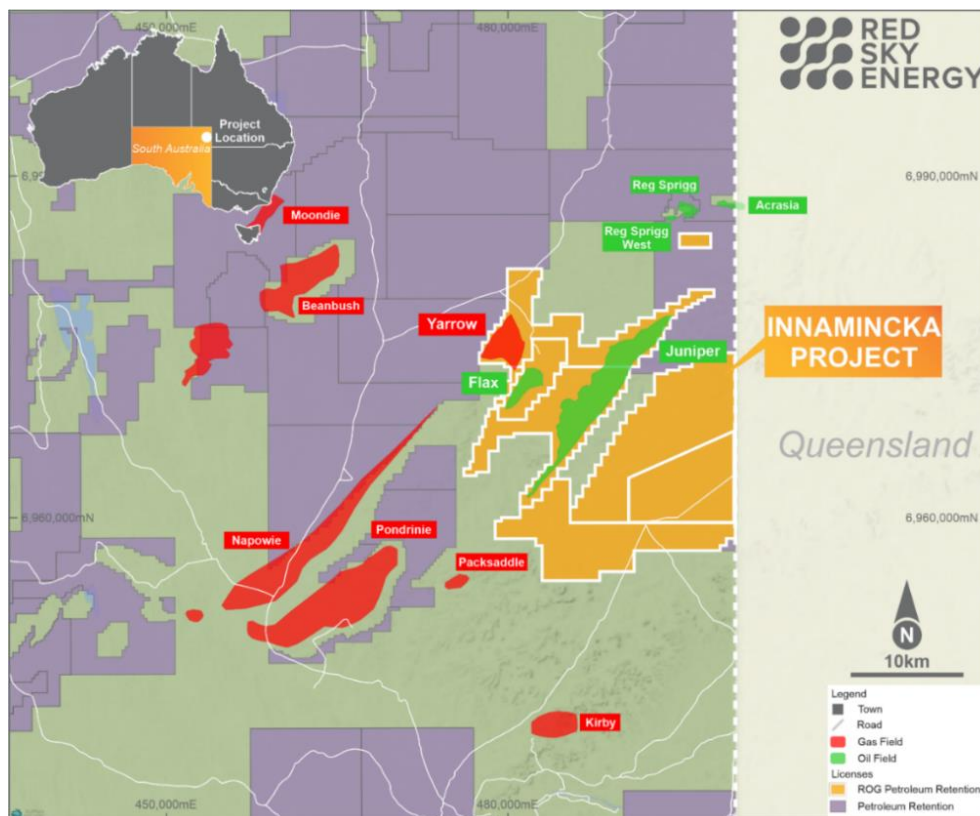 450,000mE
480,000mE
RED
SKY
ENERGY
Project
Location
South Australia
6,990,000mN
Reg Sprigg
Acrasia
Moondie
Reg Sprigg
West
Beanbush
Yarrow
INNAMINCKA
PROJECT
Juniper
Flax
Queensland
6,960,000mN
6,960,000mN
Napowie
Pondrinie
Packsaddle
N
10km
Kirby
Legend
Town
Road
Gas Field
Oil Field
Licenses
ROG Petroleum Retention
Petroleum Retention
450,000mE
480,000mE